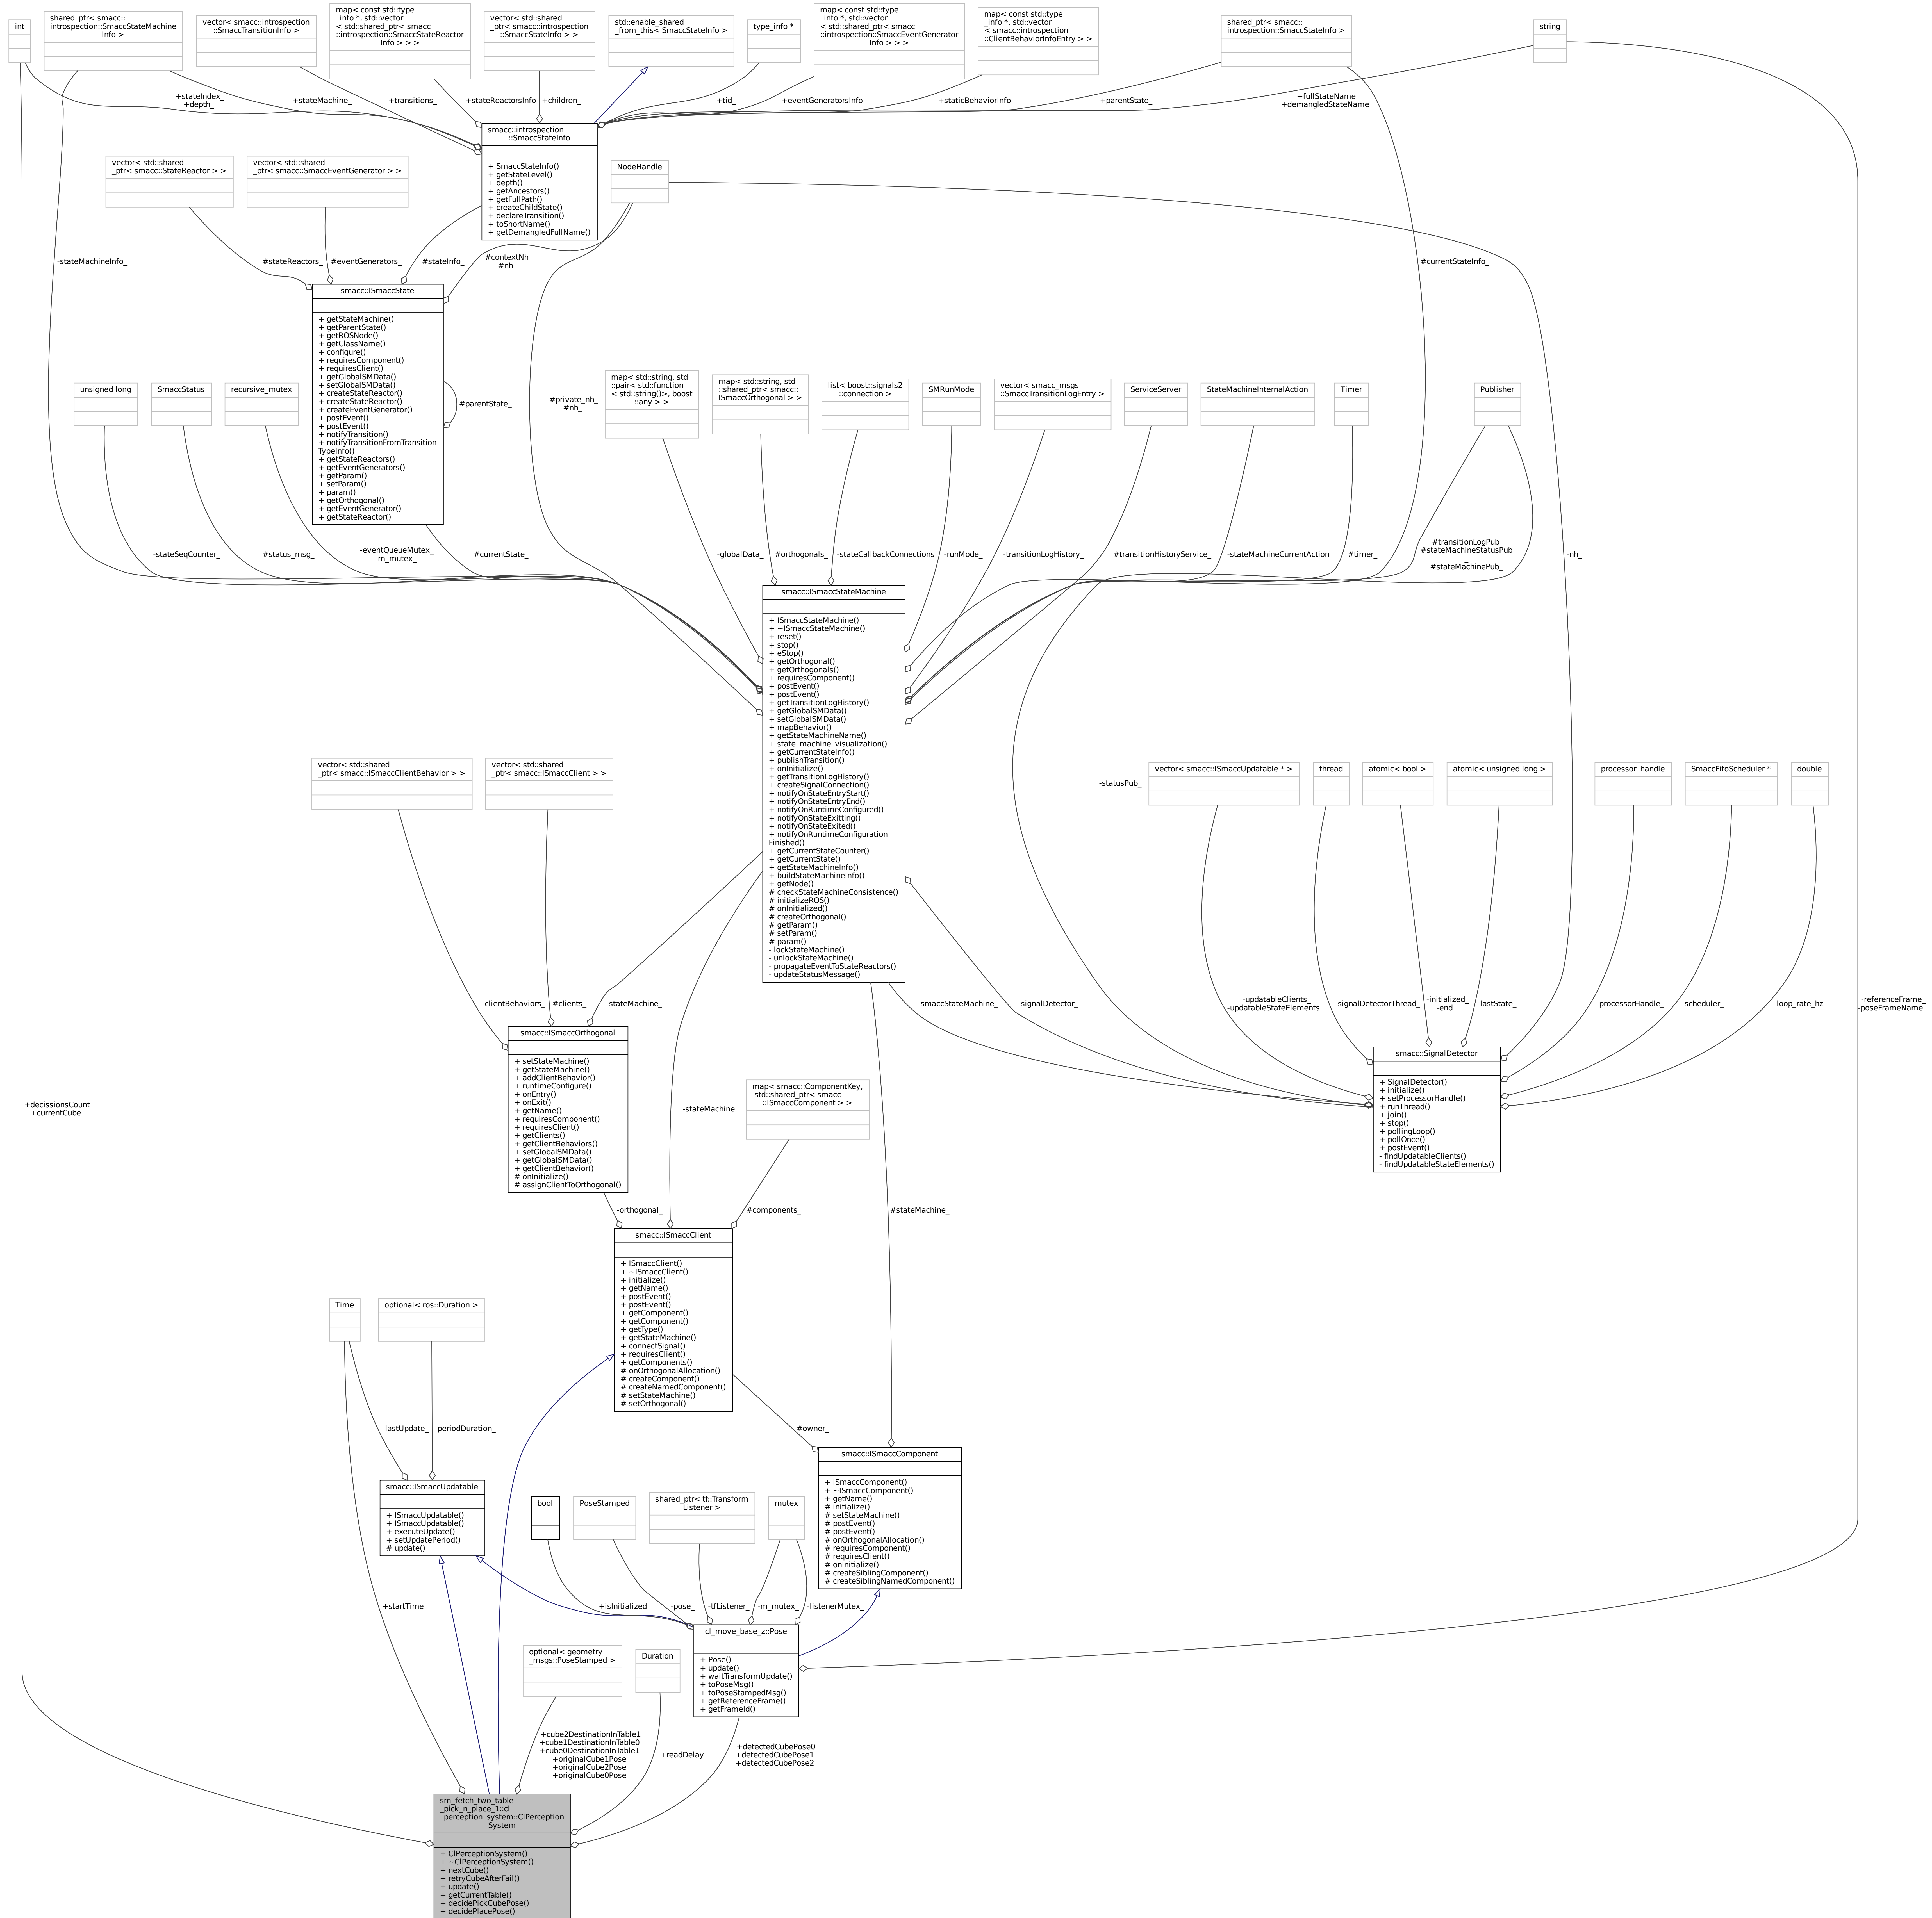 int
shared_ptr< smacc::
introspection::SmaccStateMachine
Info >
vector< smacc::introspection
::SmaccTransitionInfo >
map< const std::type
_info *, std::vector
< std::shared_ptr< smacc
::introspection::SmaccStateReactor
Info > > >
vector< std::shared
_ptr< smacc::introspection
::SmaccStateInfo > >
std::enable_shared
_from_this< SmaccStateInfo >
type_info *
map< const std::type
_info *, std::vector
< std::shared_ptr< smacc
::introspection::SmaccEventGenerator
Info > > >
map< const std::type
_info *, std::vector
< smacc::introspection
::ClientBehaviorInfoEntry > >
shared_ptr< smacc::
introspection::SmaccStateInfo >
string
+stateIndex_
+depth_
+stateMachine_
+transitions_
+stateReactorsInfo
+children_
+tid_
+eventGeneratorsInfo
+staticBehaviorInfo
+parentState_
+fullStateName
+demangledStateName
smacc::introspection
::SmaccStateInfo
+ SmaccStateInfo()
+ getStateLevel()
+ depth()
+ getAncestors()
+ getFullPath()
+ createChildState()
+ declareTransition()
+ toShortName()
+ getDemangledFullName()
vector< std::shared
_ptr< smacc::StateReactor > >
vector< std::shared
_ptr< smacc::SmaccEventGenerator > >
NodeHandle
-stateMachineInfo_
#stateReactors_
#eventGenerators_
#stateInfo_
#contextNh
#nh
#currentStateInfo_
smacc::ISmaccState
+ getStateMachine()
+ getParentState()
+ getROSNode()
+ getClassName()
+ configure()
+ requiresComponent()
+ requiresClient()
+ getGlobalSMData()
+ setGlobalSMData()
+ createStateReactor()
+ createStateReactor()
+ createEventGenerator()
+ postEvent()
+ postEvent()
+ notifyTransition()
+ notifyTransitionFromTransition
TypeInfo()
+ getStateReactors()
+ getEventGenerators()
+ getParam()
+ setParam()
+ param()
+ getOrthogonal()
+ getEventGenerator()
+ getStateReactor()
#parentState_
unsigned long
SmaccStatus
recursive_mutex
#private_nh_
#nh_
map< std::string, std
::pair< std::function
< std::string()>, boost
::any > >
map< std::string, std
::shared_ptr< smacc::
ISmaccOrthogonal > >
list< boost::signals2
::connection >
SMRunMode
vector< smacc_msgs
::SmaccTransitionLogEntry >
ServiceServer
StateMachineInternalAction
Timer
Publisher
-stateSeqCounter_
#status_msg_
-eventQueueMutex_
-m_mutex_
#currentState_
-globalData_
#orthogonals_
-stateCallbackConnections
-runMode_
-transitionLogHistory_
#transitionHistoryService_
-stateMachineCurrentAction
#timer_
#transitionLogPub_
#stateMachineStatusPub
_
#stateMachinePub_
-nh_
smacc::ISmaccStateMachine
+ ISmaccStateMachine()
+ ~ISmaccStateMachine()
+ reset()
+ stop()
+ eStop()
+ getOrthogonal()
+ getOrthogonals()
+ requiresComponent()
+ postEvent()
+ postEvent()
+ getTransitionLogHistory()
+ getGlobalSMData()
+ setGlobalSMData()
+ mapBehavior()
+ getStateMachineName()
+ state_machine_visualization()
+ getCurrentStateInfo()
+ publishTransition()
+ onInitialize()
+ getTransitionLogHistory()
+ createSignalConnection()
+ notifyOnStateEntryStart()
+ notifyOnStateEntryEnd()
+ notifyOnRuntimeConfigured()
+ notifyOnStateExitting()
+ notifyOnStateExited()
+ notifyOnRuntimeConfiguration
Finished()
+ getCurrentStateCounter()
+ getCurrentState()
+ getStateMachineInfo()
+ buildStateMachineInfo()
+ getNode()
# checkStateMachineConsistence()
# initializeROS()
# onInitialized()
# createOrthogonal()
# getParam()
# setParam()
# param()
- lockStateMachine()
- unlockStateMachine()
- propagateEventToStateReactors()
- updateStatusMessage()
vector< std::shared
_ptr< smacc::ISmaccClientBehavior > >
vector< std::shared
_ptr< smacc::ISmaccClient > >
-statusPub_
vector< smacc::ISmaccUpdatable * >
thread
atomic< bool >
atomic< unsigned long >
processor_handle
SmaccFifoScheduler *
double
-clientBehaviors_
#clients_
-stateMachine_
-smaccStateMachine_
-signalDetector_
-updatableClients_
-updatableStateElements_
-signalDetectorThread_
-initialized_
-end_
-lastState_
-processorHandle_
-scheduler_
-loop_rate_hz
-referenceFrame_
-poseFrameName_
smacc::ISmaccOrthogonal
+ setStateMachine()
+ getStateMachine()
+ addClientBehavior()
+ runtimeConfigure()
+ onEntry()
+ onExit()
+ getName()
+ requiresComponent()
+ requiresClient()
+ getClients()
+ getClientBehaviors()
+ setGlobalSMData()
+ getGlobalSMData()
+ getClientBehavior()
# onInitialize()
# assignClientToOrthogonal()
smacc::SignalDetector
+ SignalDetector()
+ initialize()
+ setProcessorHandle()
+ runThread()
+ join()
+ stop()
+ pollingLoop()
+ pollOnce()
+ postEvent()
- findUpdatableClients()
- findUpdatableStateElements()
+decissionsCount
+currentCube
-stateMachine_
map< smacc::ComponentKey,
std::shared_ptr< smacc
::ISmaccComponent > >
-orthogonal_
#components_
#stateMachine_
smacc::ISmaccClient
+ ISmaccClient()
+ ~ISmaccClient()
+ initialize()
+ getName()
+ postEvent()
+ postEvent()
+ getComponent()
+ getComponent()
+ getType()
+ getStateMachine()
+ connectSignal()
+ requiresClient()
+ getComponents()
# onOrthogonalAllocation()
# createComponent()
# createNamedComponent()
# setStateMachine()
# setOrthogonal()
Time
optional< ros::Duration >
-lastUpdate_
-periodDuration_
#owner_
smacc::ISmaccUpdatable
+ ISmaccUpdatable()
+ ISmaccUpdatable()
+ executeUpdate()
+ setUpdatePeriod()
# update()
smacc::ISmaccComponent
+ ISmaccComponent()
+ ~ISmaccComponent()
+ getName()
# initialize()
# setStateMachine()
# postEvent()
# postEvent()
# onOrthogonalAllocation()
# requiresComponent()
# requiresClient()
# onInitialize()
# createSiblingComponent()
# createSiblingNamedComponent()
bool
PoseStamped
shared_ptr< tf::Transform
Listener >
mutex
+startTime
+isInitialized
-pose_
-tfListener_
-m_mutex_
-listenerMutex_
cl_move_base_z::Pose
+ Pose()
+ update()
+ waitTransformUpdate()
+ toPoseMsg()
+ toPoseStampedMsg()
+ getReferenceFrame()
+ getFrameId()
optional< geometry
_msgs::PoseStamped >
Duration
+cube2DestinationInTable1
+cube1DestinationInTable0
+cube0DestinationInTable1
+originalCube1Pose
+originalCube2Pose
+originalCube0Pose
+readDelay
+detectedCubePose0
+detectedCubePose1
+detectedCubePose2
sm_fetch_two_table
_pick_n_place_1::cl
_perception_system::ClPerception
System
+ ClPerceptionSystem()
+ ~ClPerceptionSystem()
+ nextCube()
+ retryCubeAfterFail()
+ update()
+ getCurrentTable()
+ decidePickCubePose()
+ decidePlacePose()